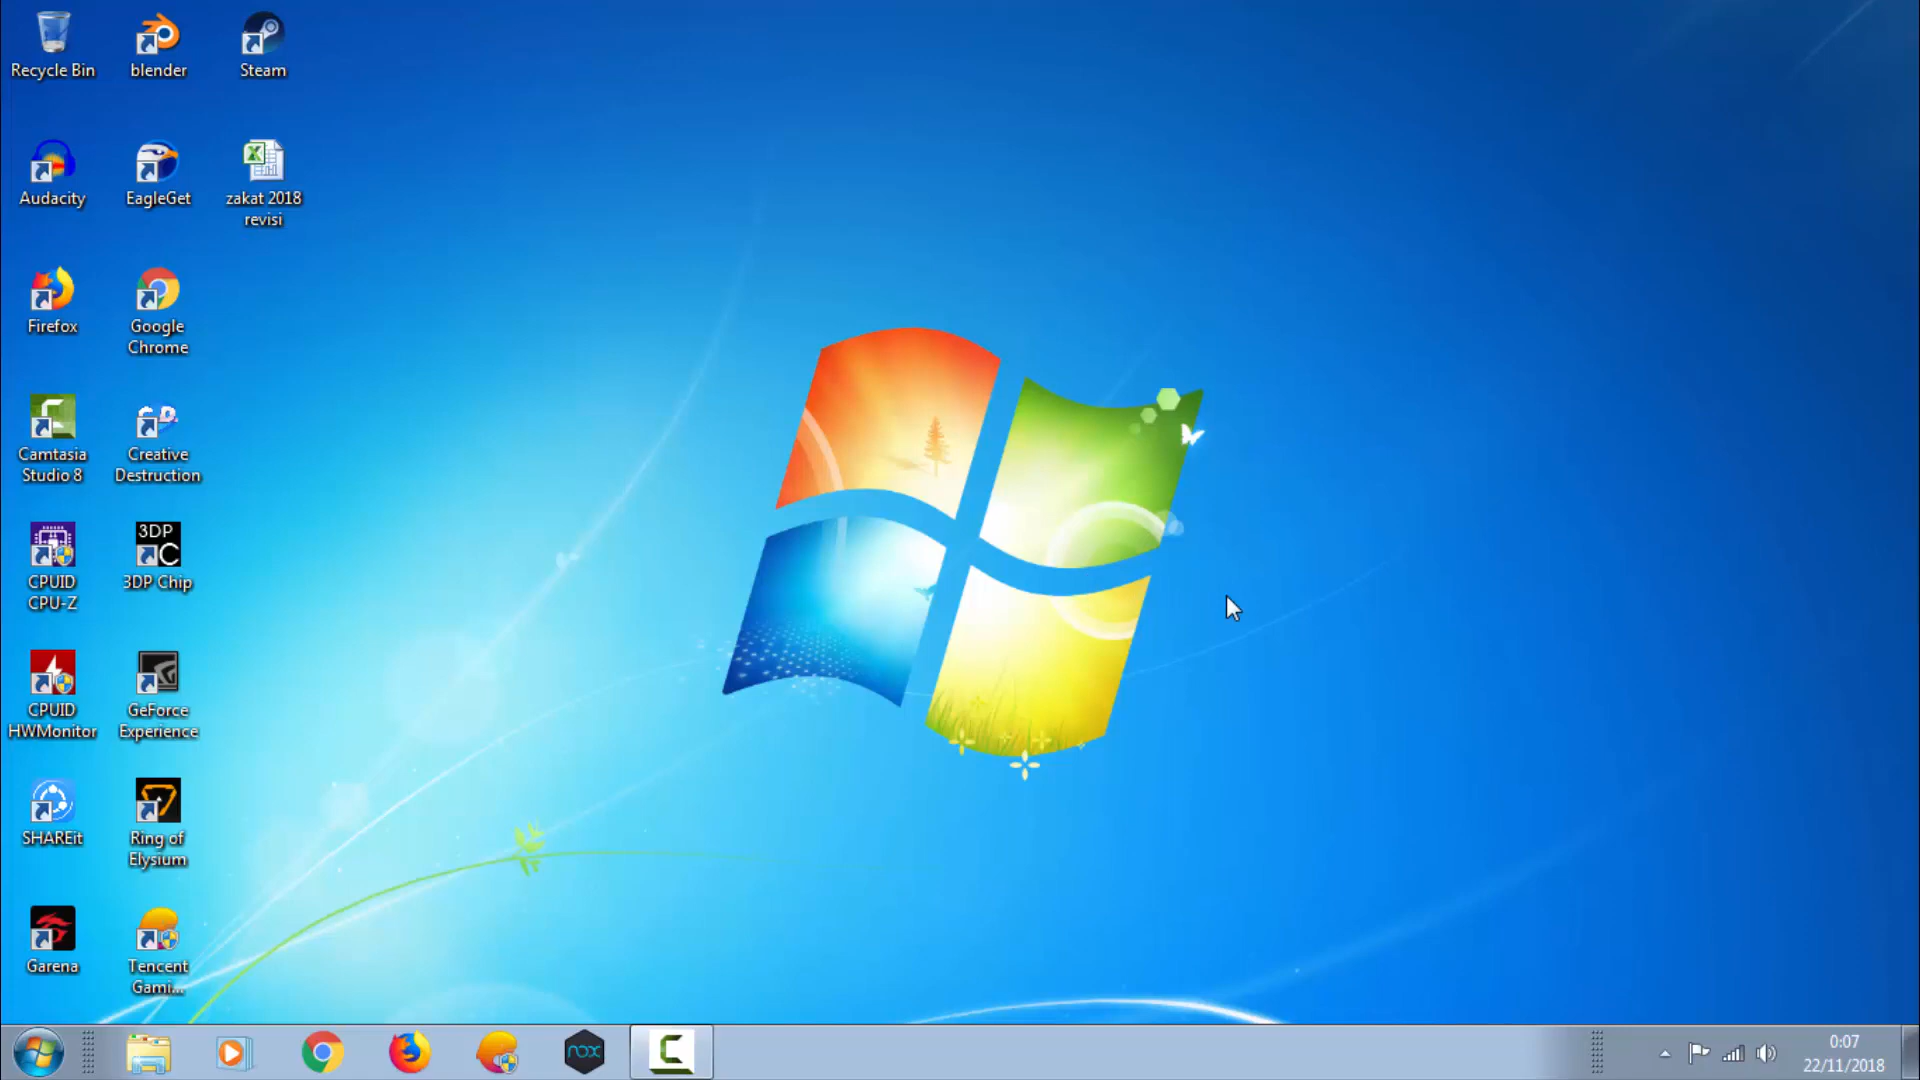 Recycle Bin
blender
Steam
Audacity
EagleGet
zakat 2018
revisi
Firefox
Google
Chrome
Camtasia
Studio 8
Creative
Destruction
CPUID
CPU-Z
3DP
C
3DP Chip
CPUID
HWMonitor
GeForce
Experience
SHAREit
Ring of
Elysium
Garena
Tencent
Gami...
nox
0:07
22/11/2018